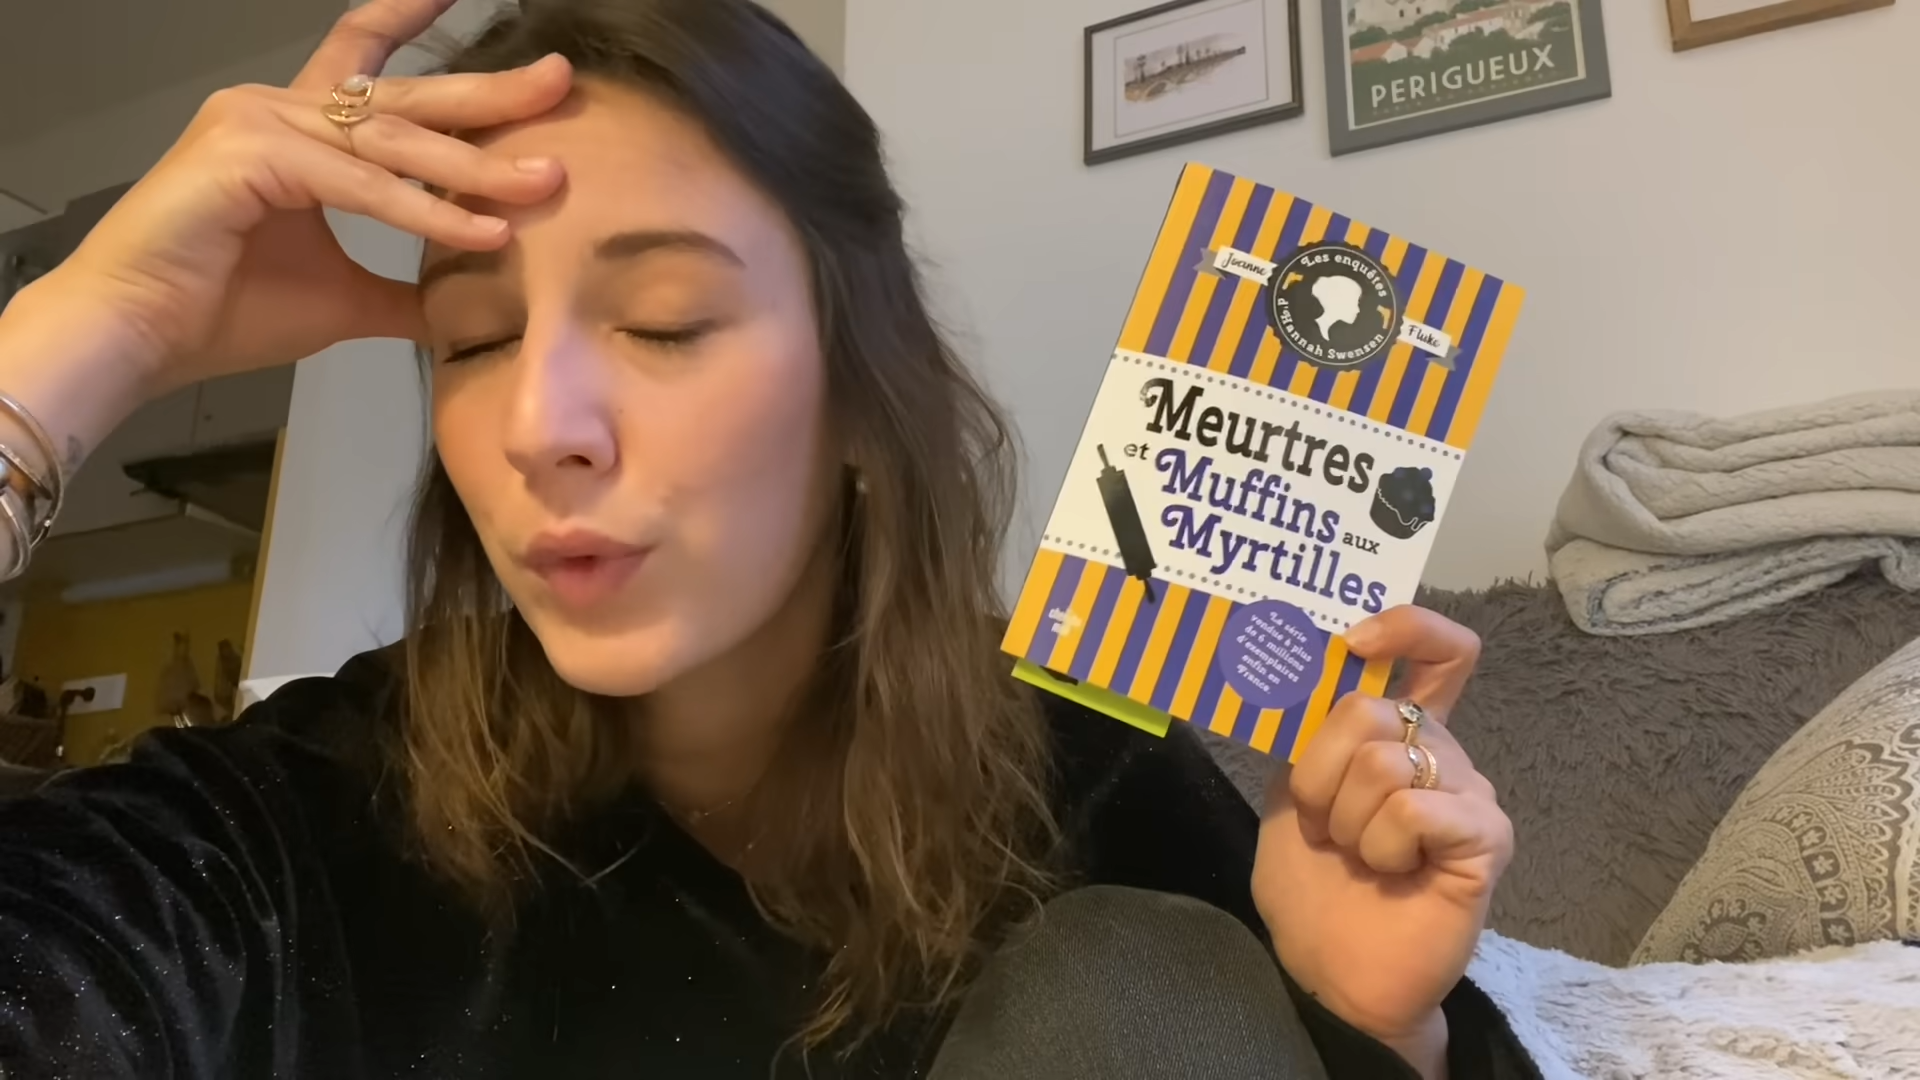 PERIGUEUX
Joanne
Les enquêtes
d'Hannah Swensen
Fluke
Meurtres
et Muffins aux
Myrtilles
La série
vendue à plus
de 6 millions
d'exemplaires
enfin en
France.